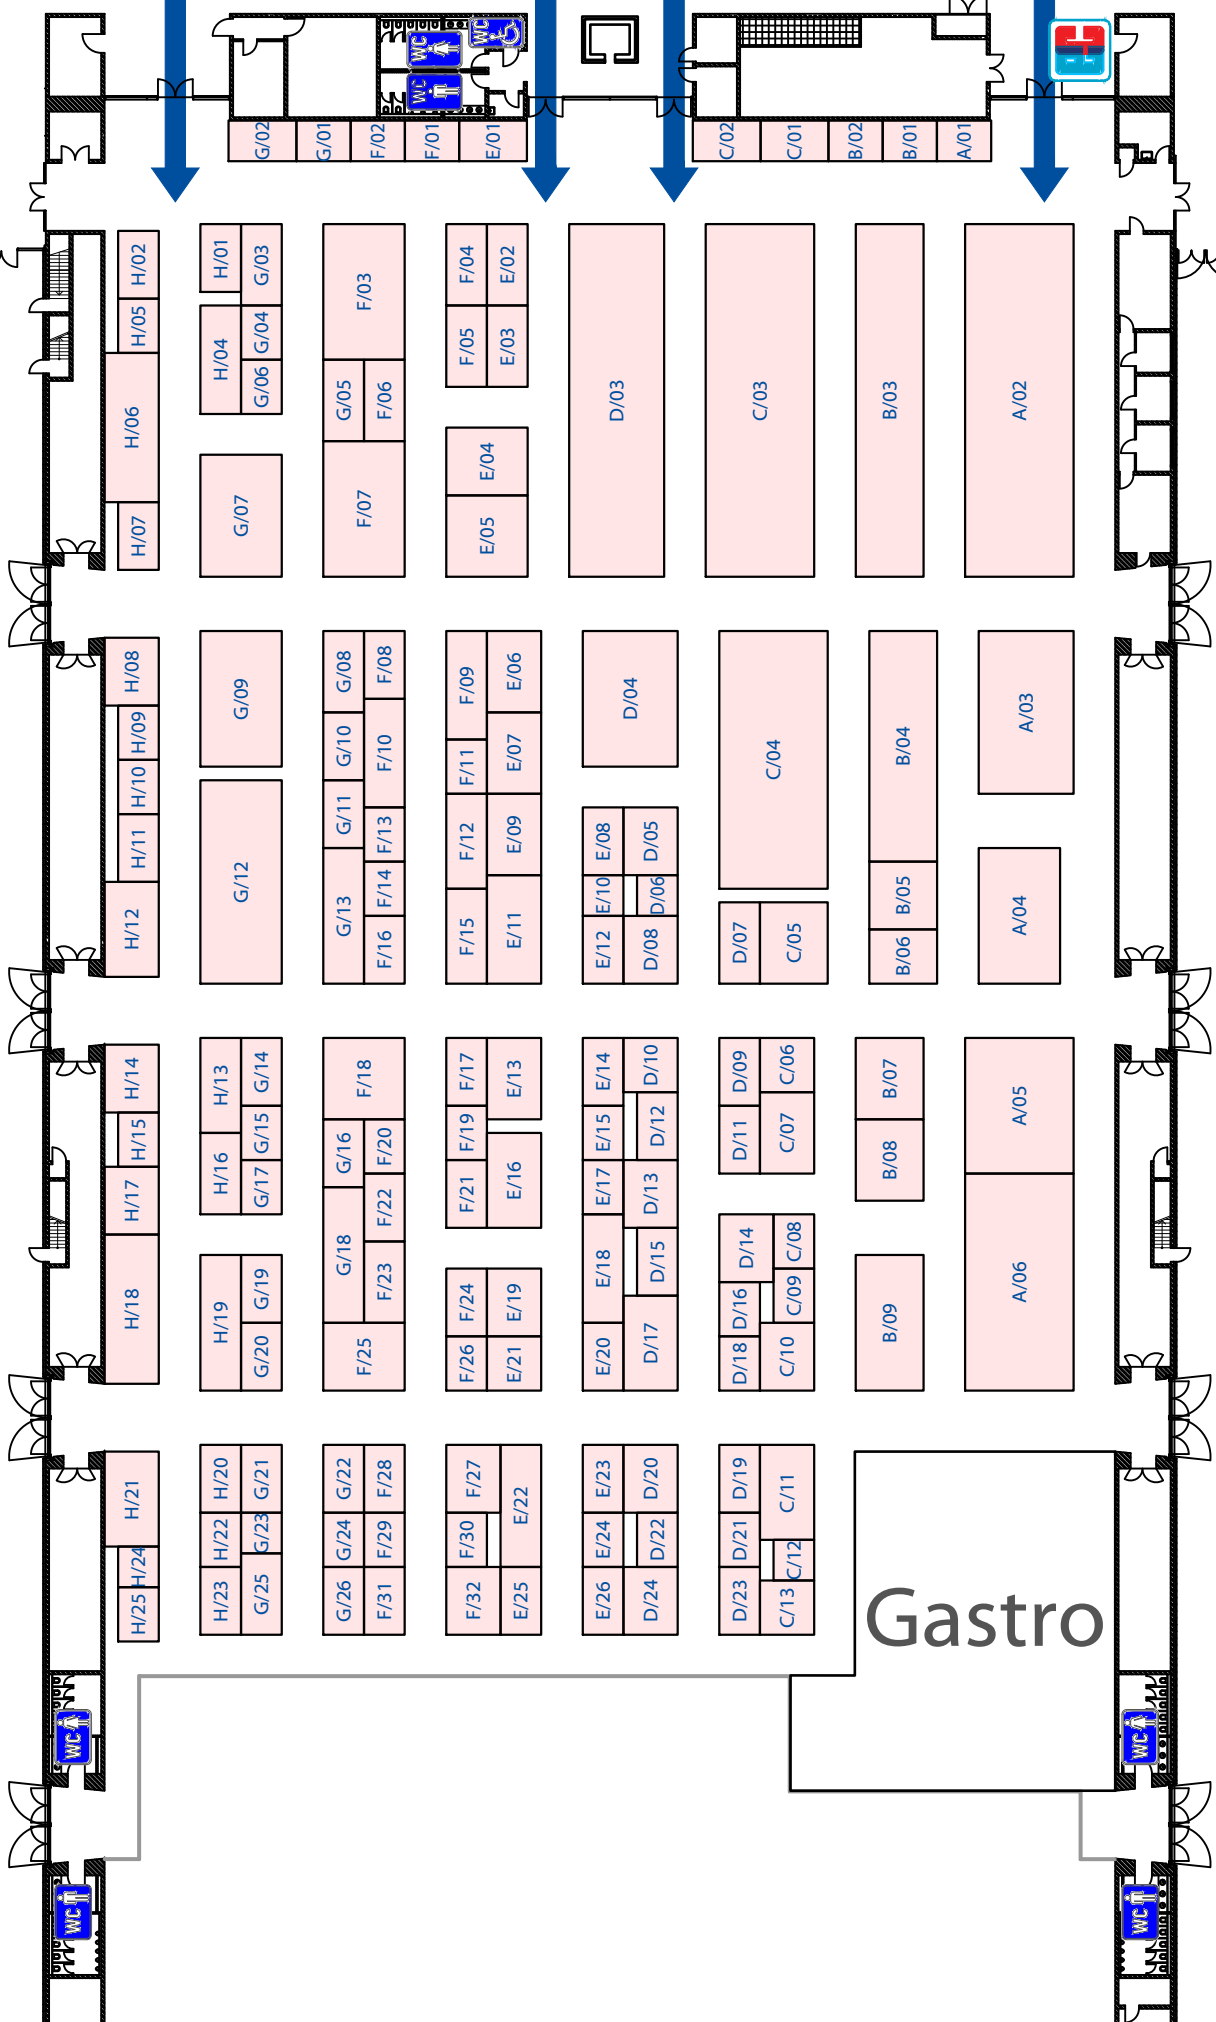 WC
WC
WC
G/02
G/01
F/02
F/01
E/01
C/02
C/01
B/02
B/01
A/01
H/02
H/01
G/03
F/03
F/04
E/02
D/03
C/03
B/03
A/02
H/05
H/04
G/04
F/05
E/03
G/06
G/05
F/06
H/06
E/04
G/07
F/07
E/05
H/07
H/08
G/09
G/08
F/08
F/09
E/06
D/04
C/04
B/04
A/03
H/09
G/10
F/10
F/11
E/07
H/10
H/11
G/12
G/11
F/13
F/12
E/09
E/08
D/05
H/12
G/13
F/14
F/15
E/11
E/10
D/06
B/05
A/04
F/16
E/12
D/08
D/07
C/05
B/06
H/14
H/13
G/14
F/18
F/17
E/13
E/14
D/10
D/09
C/06
B/07
A/05
H/15
G/15
G/16
F/20
F/19
E/15
D/12
D/11
C/07
B/08
H/17
H/16
G/17
F/22
F/21
E/16
E/17
D/13
H/18
H/19
G/19
G/18
F/23
F/24
E/19
E/18
D/15
D/14
C/08
B/09
A/06
D/16
C/09
G/20
F/25
F/26
E/21
E/20
D/17
D/18
C/10
H/21
H/20
G/21
G/22
F/28
F/27
E/22
E/23
D/20
D/19
C/11
H/24
H/22
G/23
G/24
F/29
F/30
E/24
D/22
D/21
C/12
H/25
H/23
G/25
G/26
F/31
F/32
E/25
E/26
D/24
D/23
C/13
Gastro
WC
WC
WC
WC